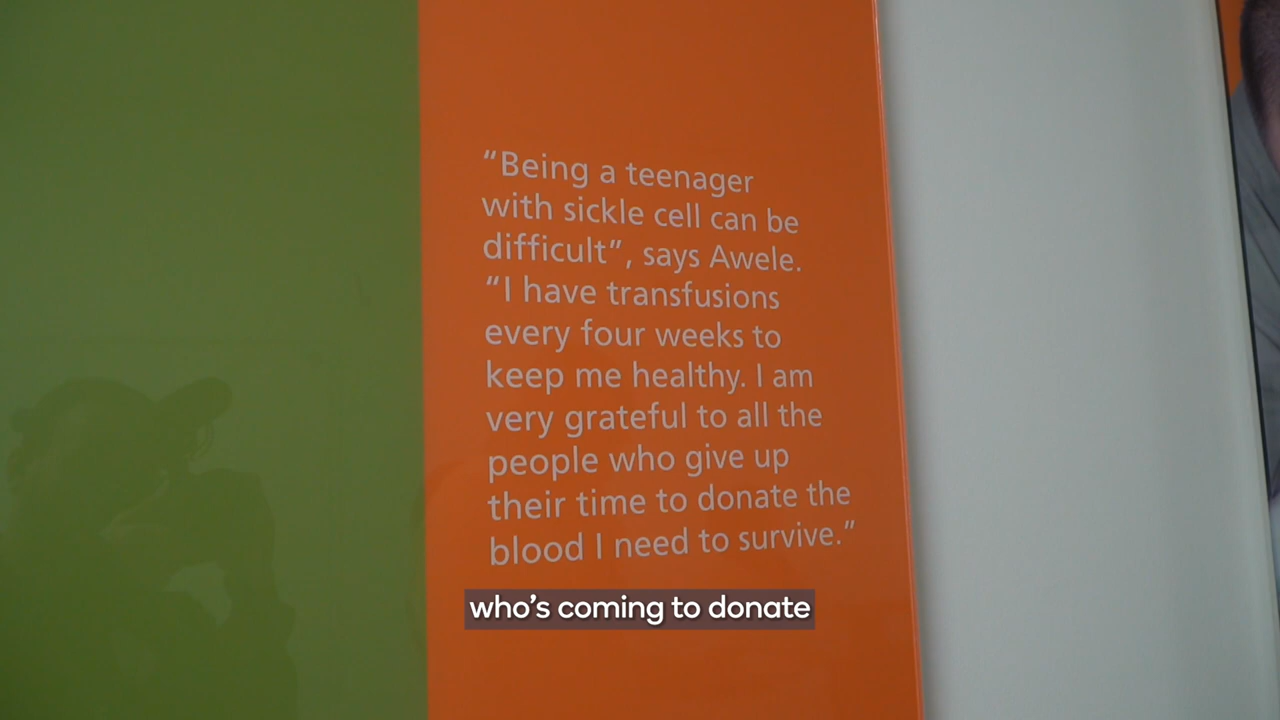 “Being a teenager
with sickle cell can be
difficult”, says Awele.
“I have transfusions
every four weeks to
keep me healthy. I am
very grateful to all the
people who give up
their time to donate the
blood I need to survive.”
who’s coming to donate